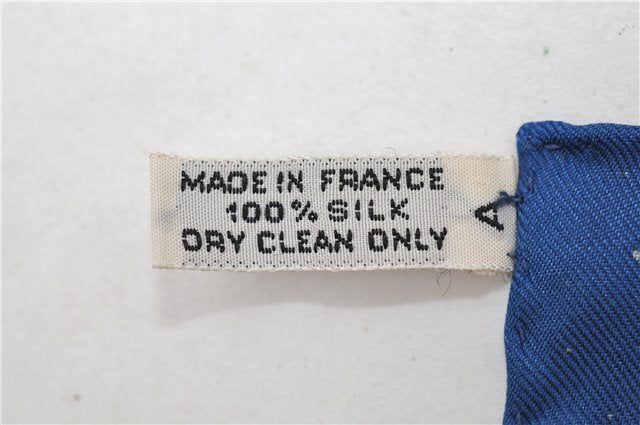 MADE IN FRANCE
100% SILK
DRY CLEAN ONLY
A